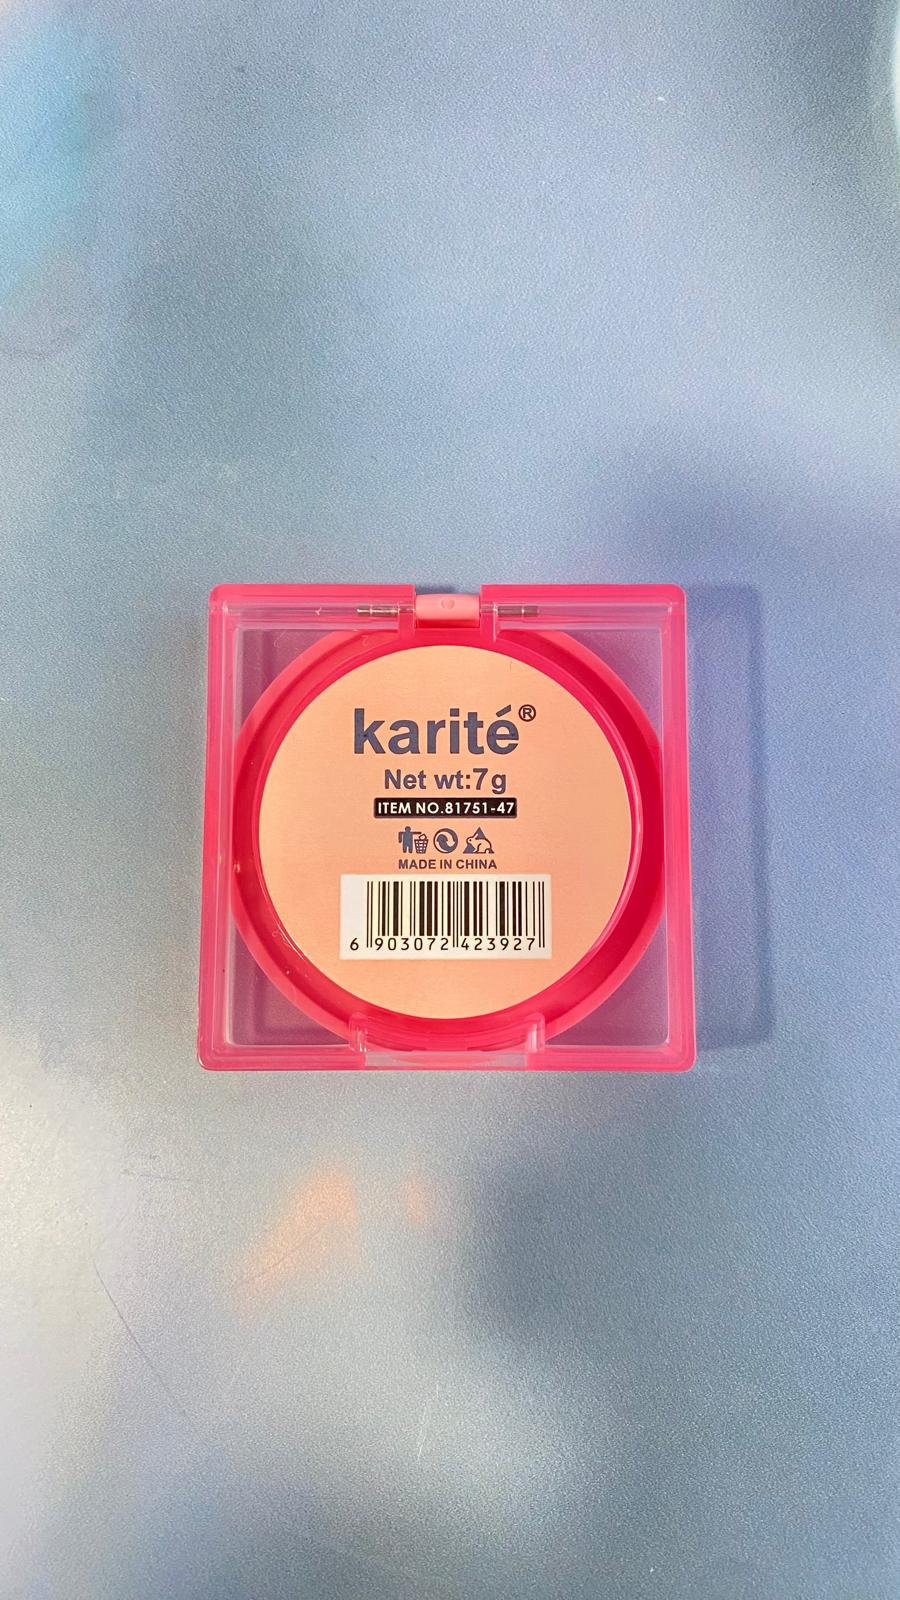 karité®
Net wt:7g
ITEM NO.81751-47
MADE IN CHINA
6 903072 423927